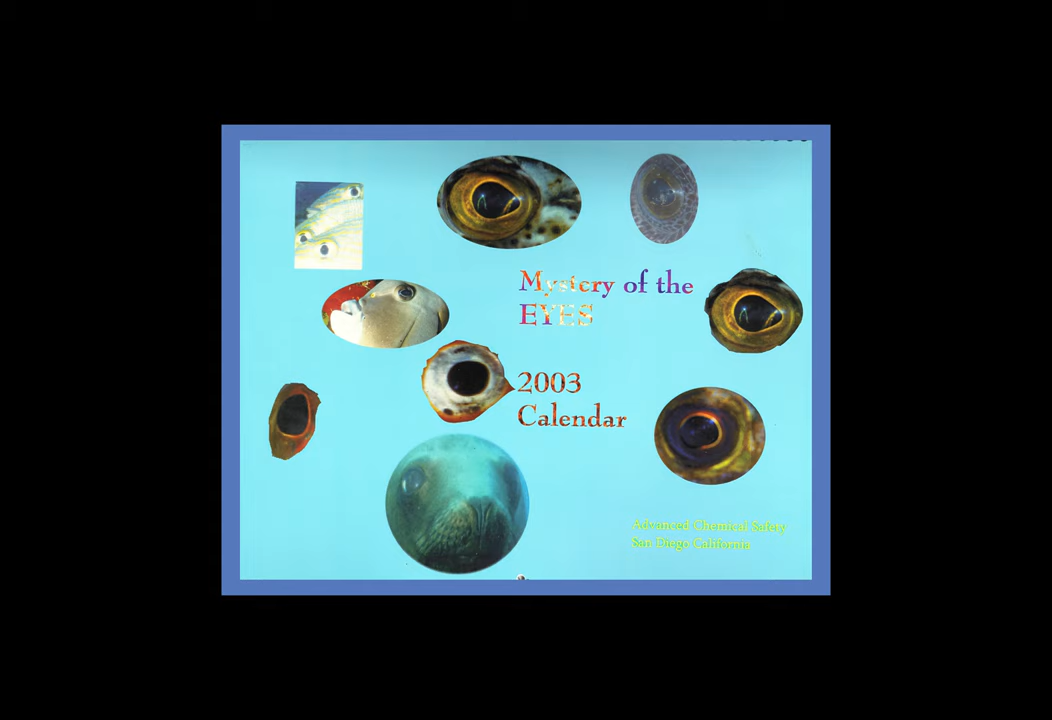 Mystery of the
EYES
2003
Calendar
Advanced Chemical Safety
San Diego California